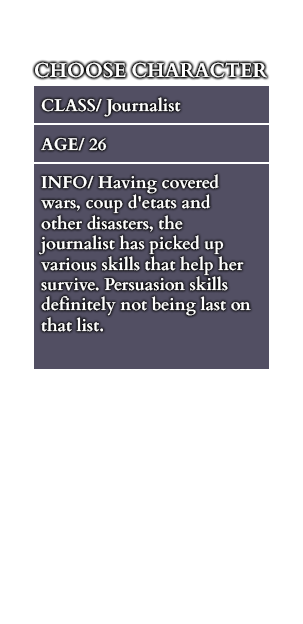 CHOOSE CHARACTER
CLASS/ Journalist
AGE/ 26
INFO/ Having covered
wars, coup d'etats and
other disasters, the
journalist has picked up
various skills that help her
survive. Persuasion skills
definitely not being last on
that list.